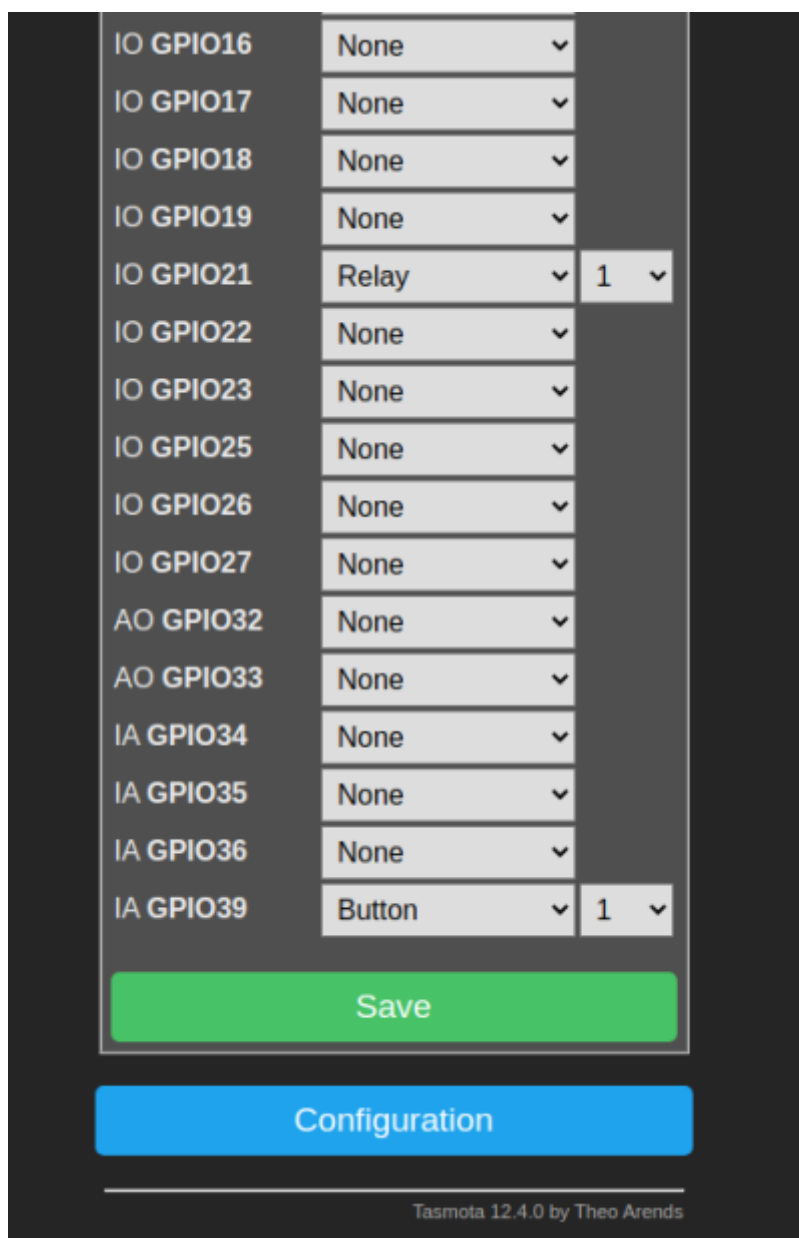 IO GPIO16 None
IO GPIO17 None
IO GPIO18 None
IO GPIO19 None
IO GPIO21 Relay 1
IO GPIO22 None
IO GPIO23 None
IO GPIO25 None
IO GPIO26 None
IO GPIO27 None
AO GPIO32 None
AO GPIO33 None
IA GPIO34 None
IA GPIO35 None
IA GPIO36 None
IA GPIO39 Button 1
Save
Configuration
Tasmota 12.4.0 by Theo Arends